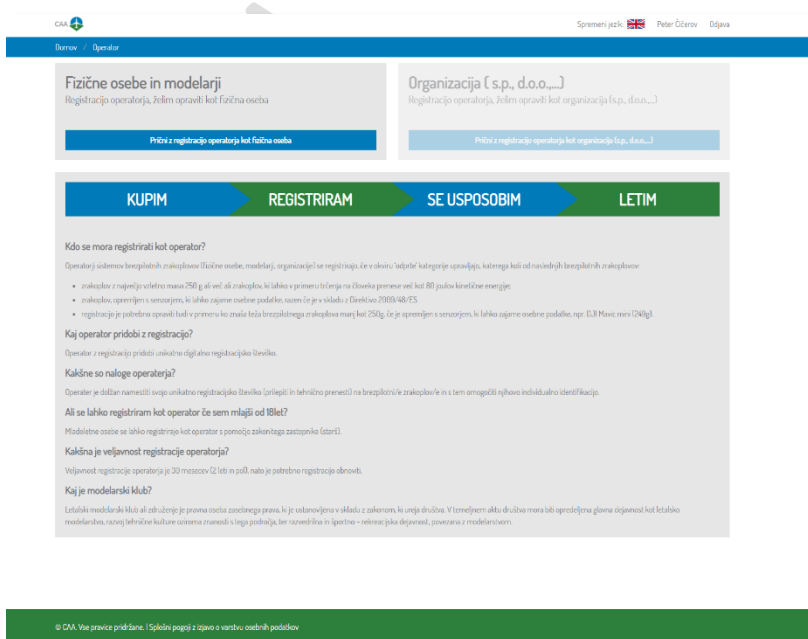 CAA
Spremeni jezik: Peter Čičerov Odjava
Domov / Operator
Fizične osebe in modelarji
Registracijo operatorja, želim opraviti kot fizična oseba
Prični z registracijo operatorja kot fizična oseba
Organizacija ( s.p., d.o.o.,...)
Registracijo operatorja, želim opraviti kot organizacija (s.p., d.o.o.,...)
Prični z registracijo operatorja kot organizacija (s.p., d.o.o.,...)
KUPIM REGISTRIRAM SE USPOSOBIM LETIM
Kdo se mora registrirati kot operator?
Operatorji sistemov brezpilotnih zrakoplovov (fizične osebe, modelarji, organizacije) se registrirajo, če v okviru 'odprte' kategorije upravljajo, katerega koli od naslednjih brezpilotnih zrakoplovov:
• zrakoplov z največjo vzletno maso 250 g ali več ali zrakoplov, ki lahko v primeru trčenja na človeka prenese več kot 80 joulov kinetične energije;
• zrakoplov, opremljen s senzorjem, ki lahko zajame osebne podatke, razen če je v skladu z Direktivo 2009/48/ES.
• registracijo je potrebno opraviti tudi v primeru ko znaša teža brezpilotnega zrakoplova manj kot 250g, če je opremljen s senzorjem, ki lahko zajame osebne podatke, npr. DJI Mavic mini (249g).
Kaj operator pridobi z registracijo?
Operator z registracijo pridobi unikatno digitalno registracijsko številko.
Kakšne so naloge operaterja?
Operater je dolžan namestiti svojo unikatno registracijsko številko (prilepiti in tehnično prenesti) na brezpilotni/e zrakoplov/e in s tem omogočiti njihovo individualno identifikacijo.
Ali se lahko registriram kot operator če sem mlajši od 18let?
Mladoletne osebe se lahko registrirajo kot operator s pomočjo zakonitega zastopnika (starš).
Kakšna je veljavnost registracije operatorja?
Veljavnost registracije operatorja je 30 mesecev (2 leti in pol), nato je potrebno registracijo obnoviti.
Kaj je modelarski klub?
Letalski modelarski klub ali združenje je pravna oseba zasebnega prava, ki je ustanovljena v skladu z zakonom, ki ureja društva. V temeljnem aktu društva mora biti opredeljena glavna dejavnost kot letalsko
modelarstvo, razvoj tehnične kulture oziroma znanosti s tega področja, ter razvedrilna in športno - rekreacijska dejavnost, povezana z modelarstvom.
© CAA. Vse pravice pridržane. | Splošni pogoji z izjavo o varstvu osebnih podatkov